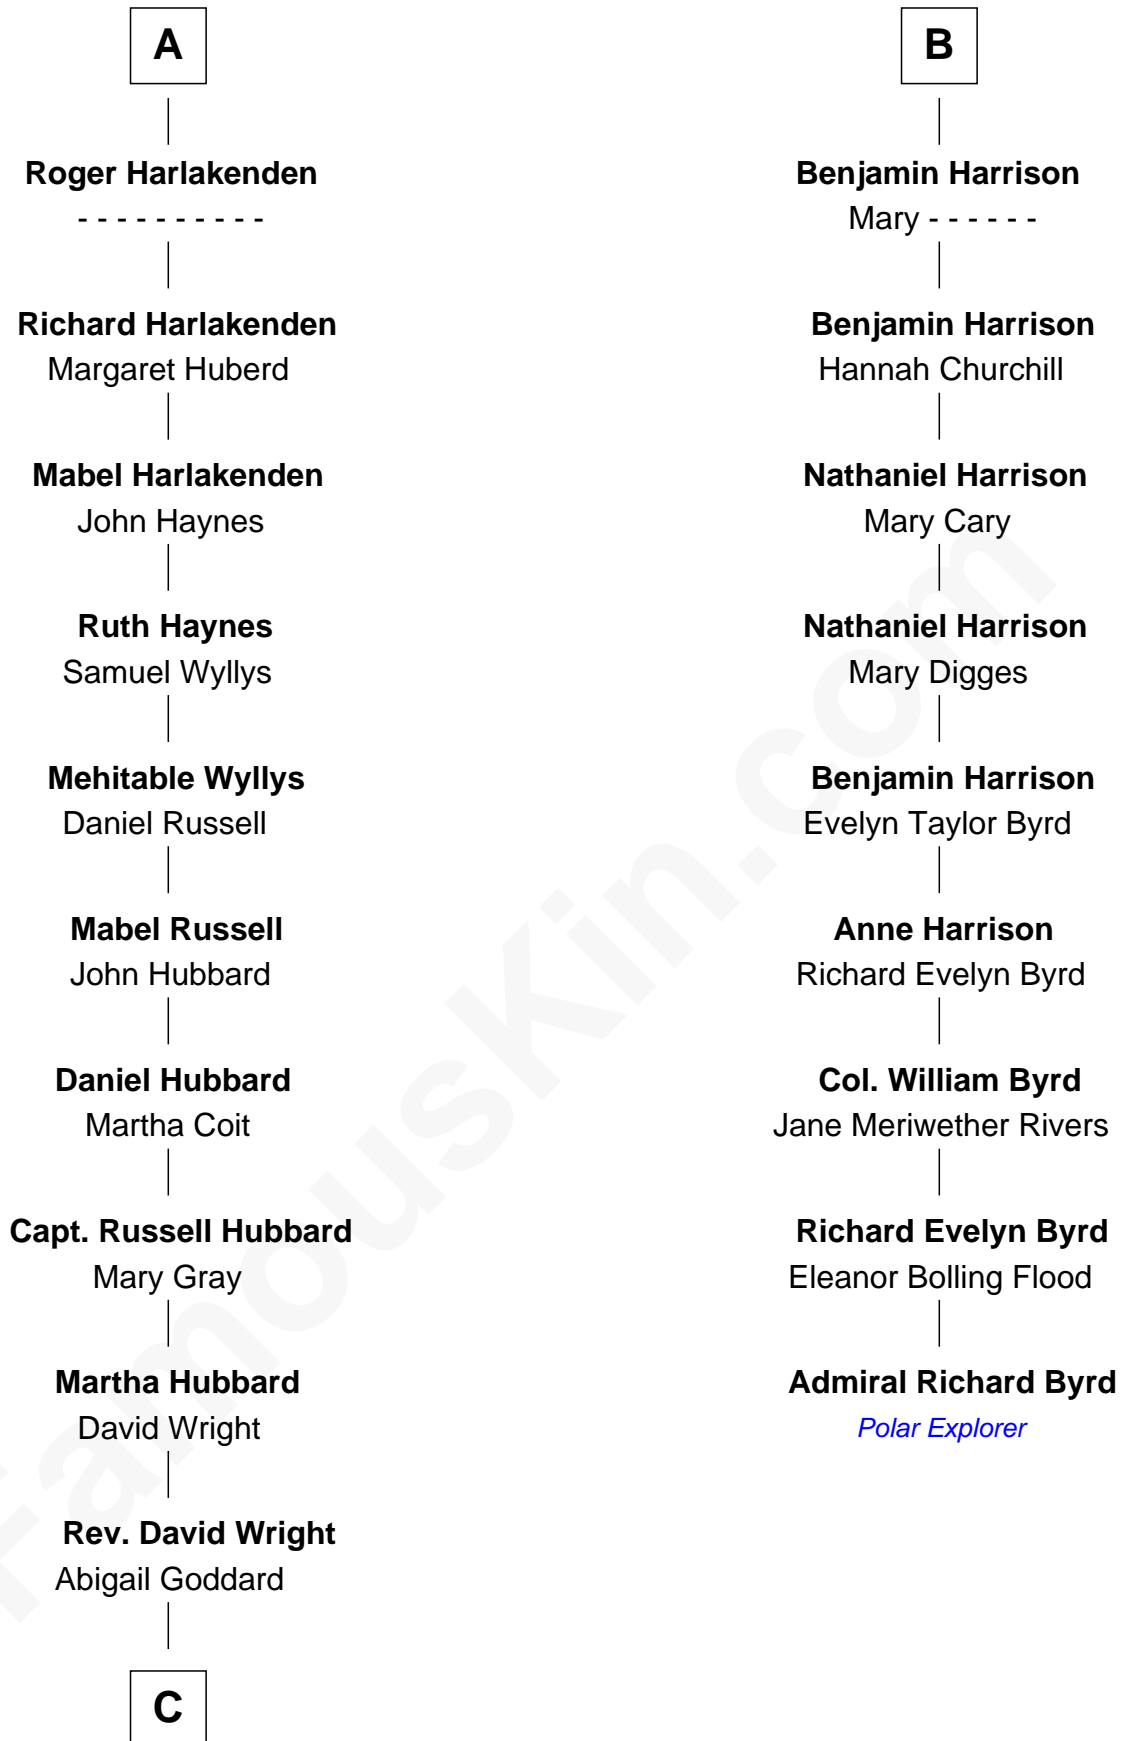 A
Roger Harlakenden
- - - - - - - - - -
Richard Harlakenden
Margaret Huberd
Mabel Harlakenden
John Haynes
Ruth Haynes
Samuel Wyllys
Mehitable Wyllys
Daniel Russell
Mabel Russell
John Hubbard
Daniel Hubbard
Martha Coit
Capt. Russell Hubbard
Mary Gray
Martha Hubbard
David Wright
Rev. David Wright
Abigail Goddard
C
B
Benjamin Harrison
Mary - - - - - -
Benjamin Harrison
Hannah Churchill
Nathaniel Harrison
Mary Cary
Nathaniel Harrison
Mary Digges
Benjamin Harrison
Evelyn Taylor Byrd
Anne Harrison
Richard Evelyn Byrd
Col. William Byrd
Jane Meriwether Rivers
Richard Evelyn Byrd
Eleanor Bolling Flood
Admiral Richard Byrd
Polar Explorer
FamousKin.com